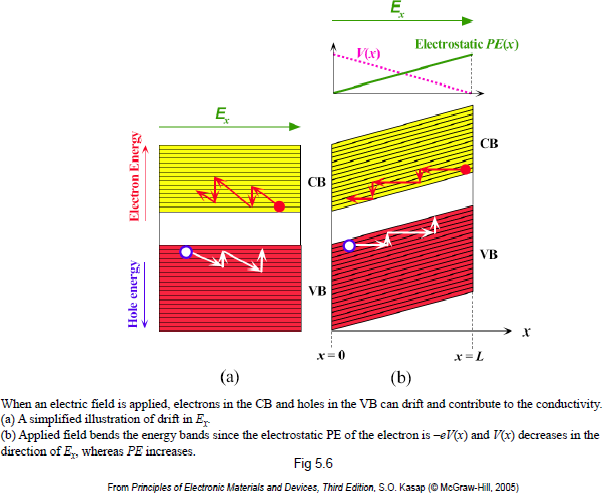 Ex
V(x)
Electrostatic PE(x)
Ex
Electron Energy
CB
CB
Hole energy
VB
VB
x
x = 0
x = L
(a)
(b)
When an electric field is applied, electrons in the CB and holes in the VB can drift and contribute to the conductivity.
(a) A simplified illustration of drift in Ex.
(b) Applied field bends the energy bands since the electrostatic PE of the electron is –eV(x) and V(x) decreases in the
direction of Ex, whereas PE increases.
Fig 5.6
From Principles of Electronic Materials and Devices, Third Edition, S.O. Kasap (© McGraw-Hill, 2005)